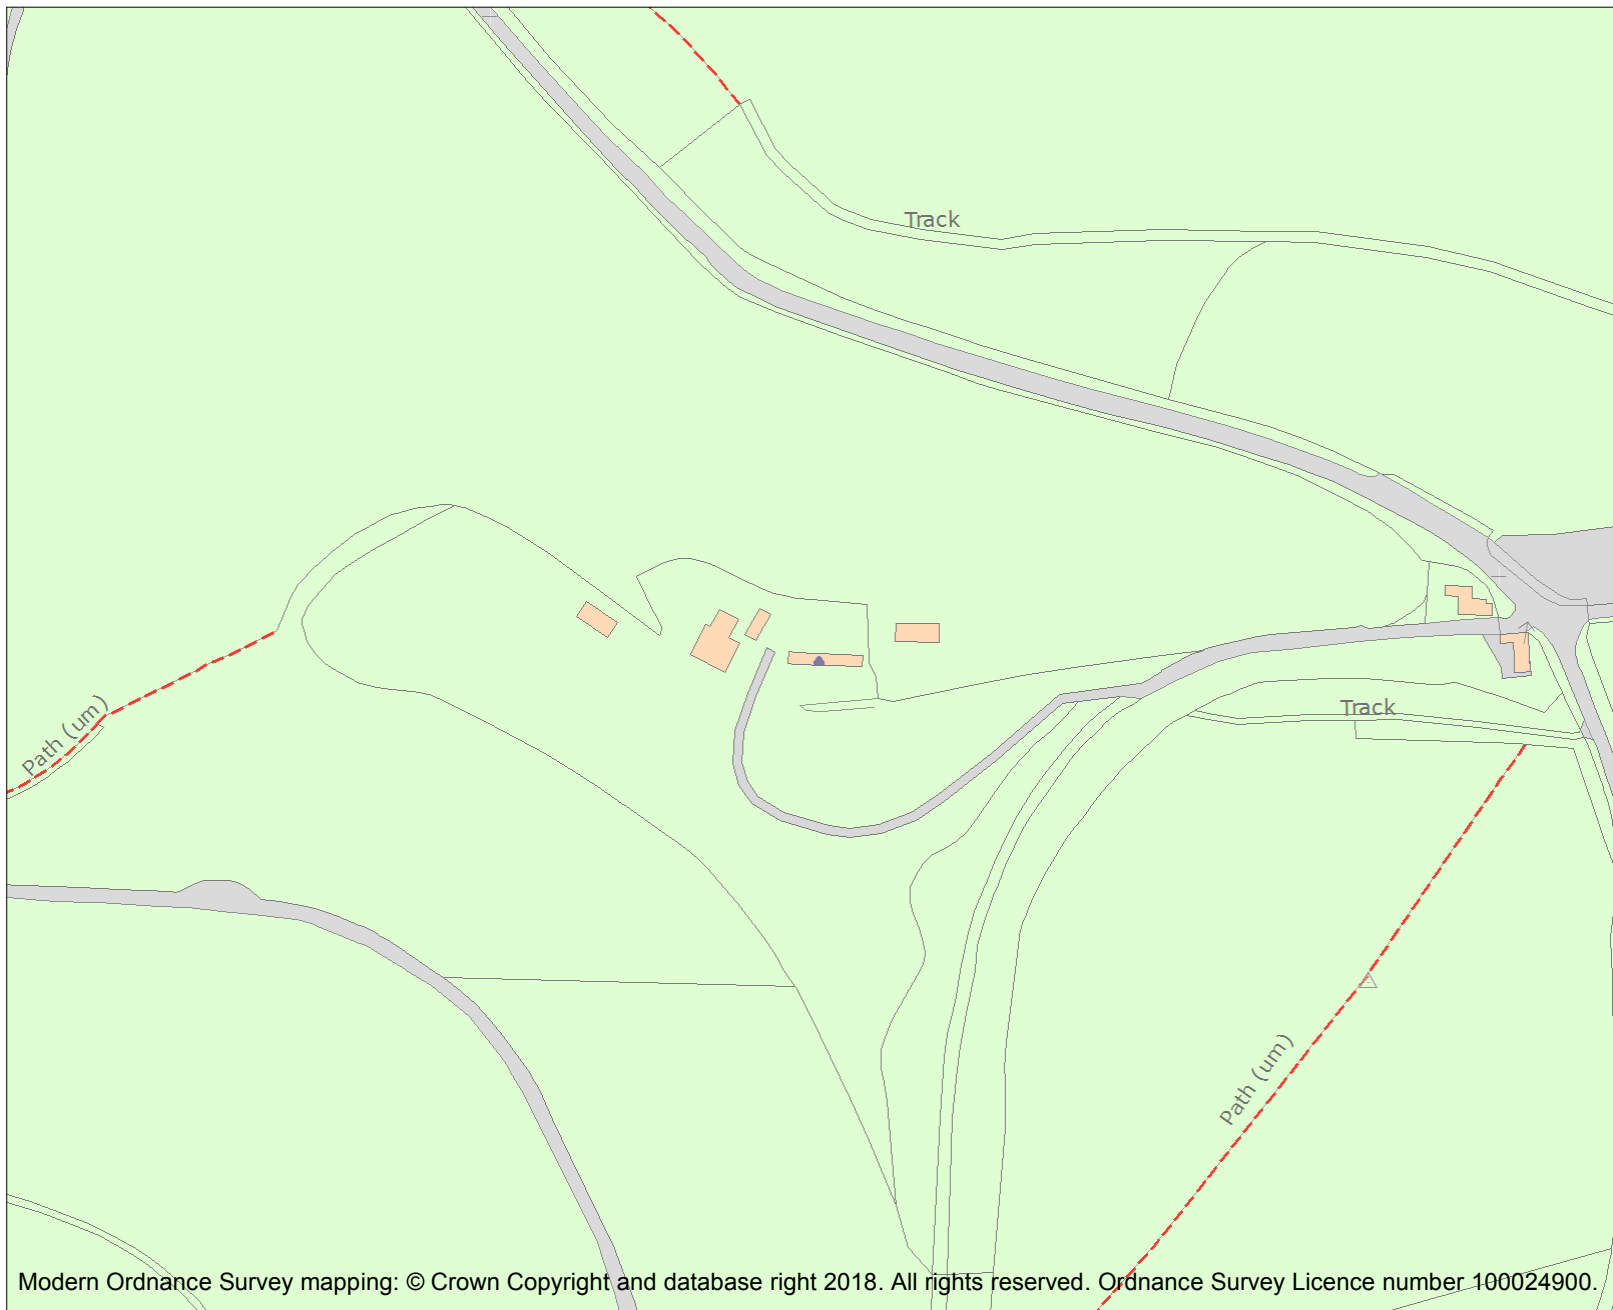 Track
Path (um)
Track
Path (um)
Modern Ordnance Survey mapping: © Crown Copyright and database right 2018. All rights reserved. Ordnance Survey Licence number 100024900.